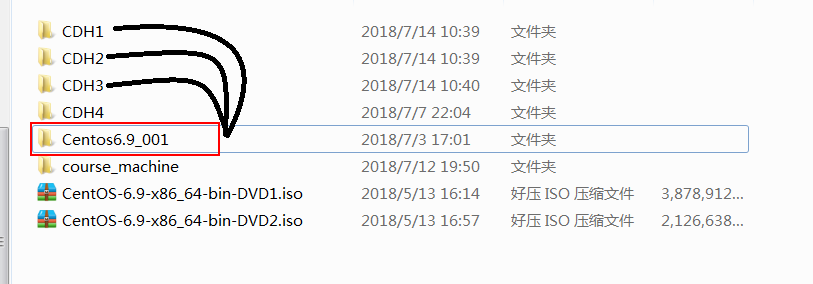 CDH1 2018/7/14 10:39 文件夹
CDH2 2018/7/14 10:39 文件夹
CDH3 2018/7/14 10:40 文件夹
CDH4 2018/7/7 22:04 文件夹
Centos6.9_001 2018/7/3 17:01 文件夹
course_machine 2018/7/12 19:50 文件夹
CentOS-6.9-x86_64-bin-DVD1.iso 2018/5/13 16:14 好压 ISO 压缩文件 3,878,912...
CentOS-6.9-x86_64-bin-DVD2.iso 2018/5/13 16:57 好压 ISO 压缩文件 2,126,638...